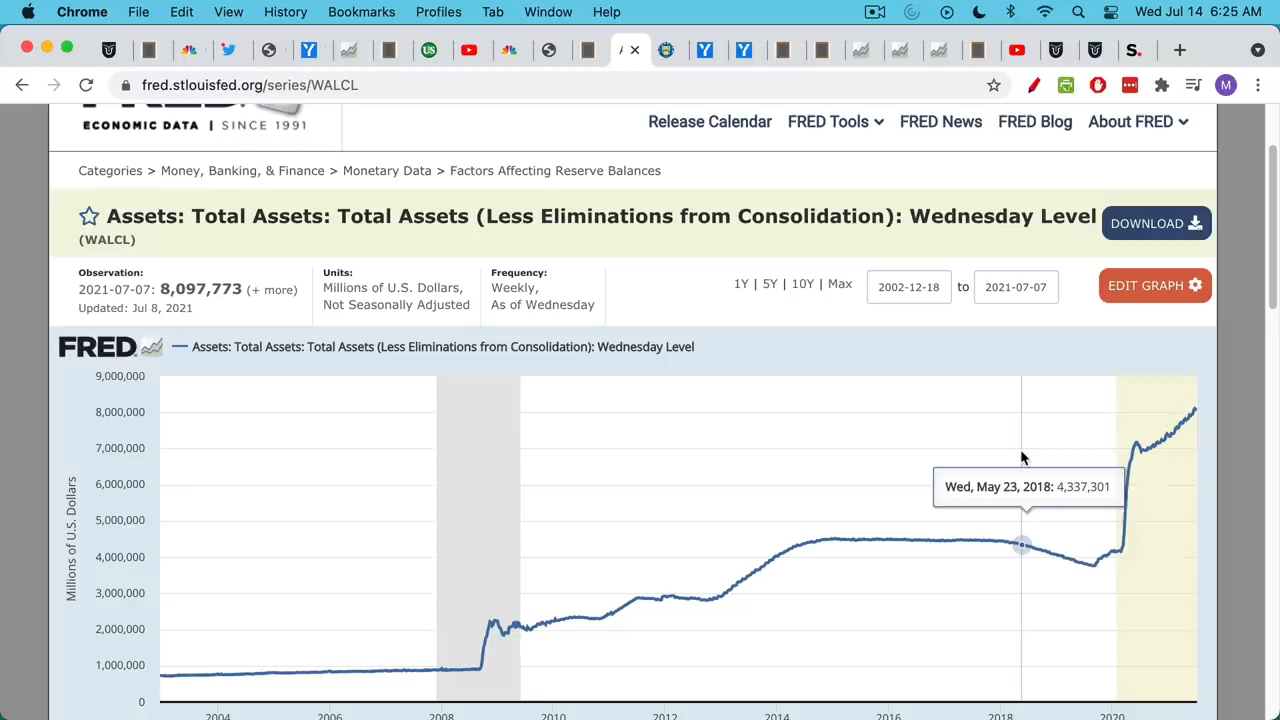 Chrome File Edit View History Bookmarks Profiles Tab Window Help Wed Jul 14 6:25 AM
fred.stlouisfed.org/series/WALCL
ECONOMIC DATA | SINCE 1991
Release Calendar FRED Tools FRED News FRED Blog About FRED
Categories > Money, Banking, & Finance > Monetary Data > Factors Affecting Reserve Balances
Assets: Total Assets: Total Assets (Less Eliminations from Consolidation): Wednesday Level
(WALCL)
DOWNLOAD
Observation:
2021-07-07: 8,097,773 (+ more)
Updated: Jul 8, 2021
Units:
Millions of U.S. Dollars,
Not Seasonally Adjusted
Frequency:
Weekly,
As of Wednesday
1Y | 5Y | 10Y | Max
2002-12-18 to 2021-07-07
EDIT GRAPH
FRED Assets: Total Assets: Total Assets (Less Eliminations from Consolidation): Wednesday Level
9,000,000
8,000,000
7,000,000
6,000,000
5,000,000
4,000,000
3,000,000
2,000,000
1,000,000
0
Millions of U.S. Dollars
Wed, May 23, 2018: 4,337,301
2004 2006 2008 2010 2012 2014 2016 2018 2020